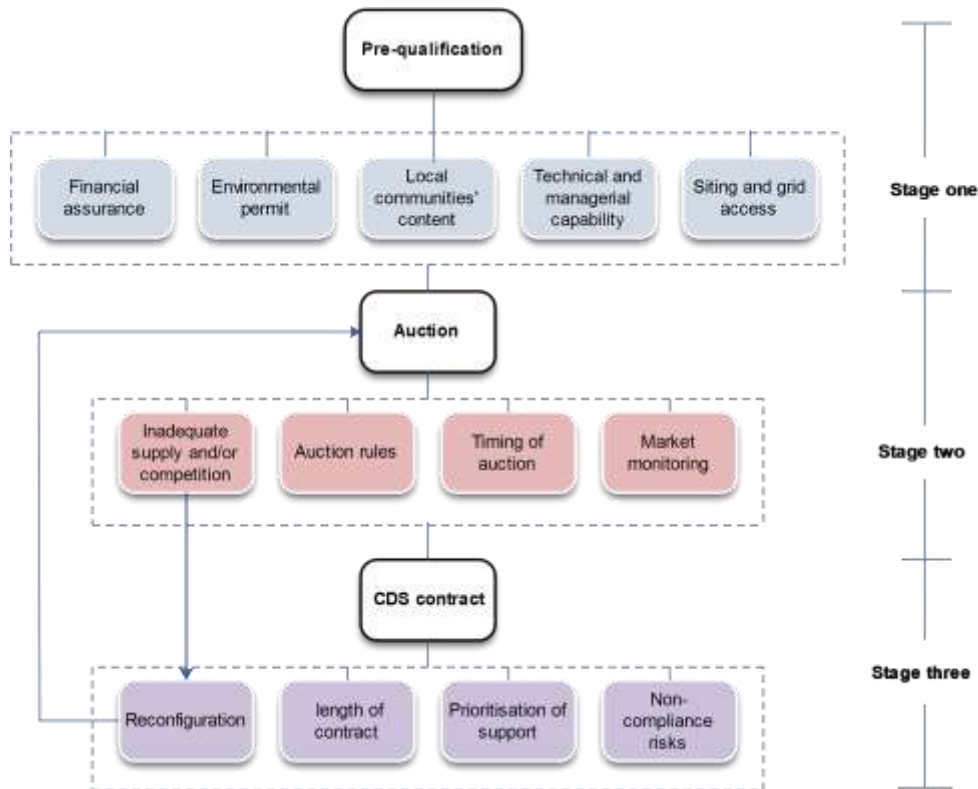 Pre-qualification
Financial
assurance
Environmental
permit
Local
communities'
content
Technical and
managerial
capability
Siting and grid
access
Stage one
Auction
Inadequate
supply and/or
competition
Auction rules
Timing of
auction
Market
monitoring
Stage two
CDS contract
Reconfiguration
length of
contract
Prioritisation of
support
Non-
compliance
risks
Stage three